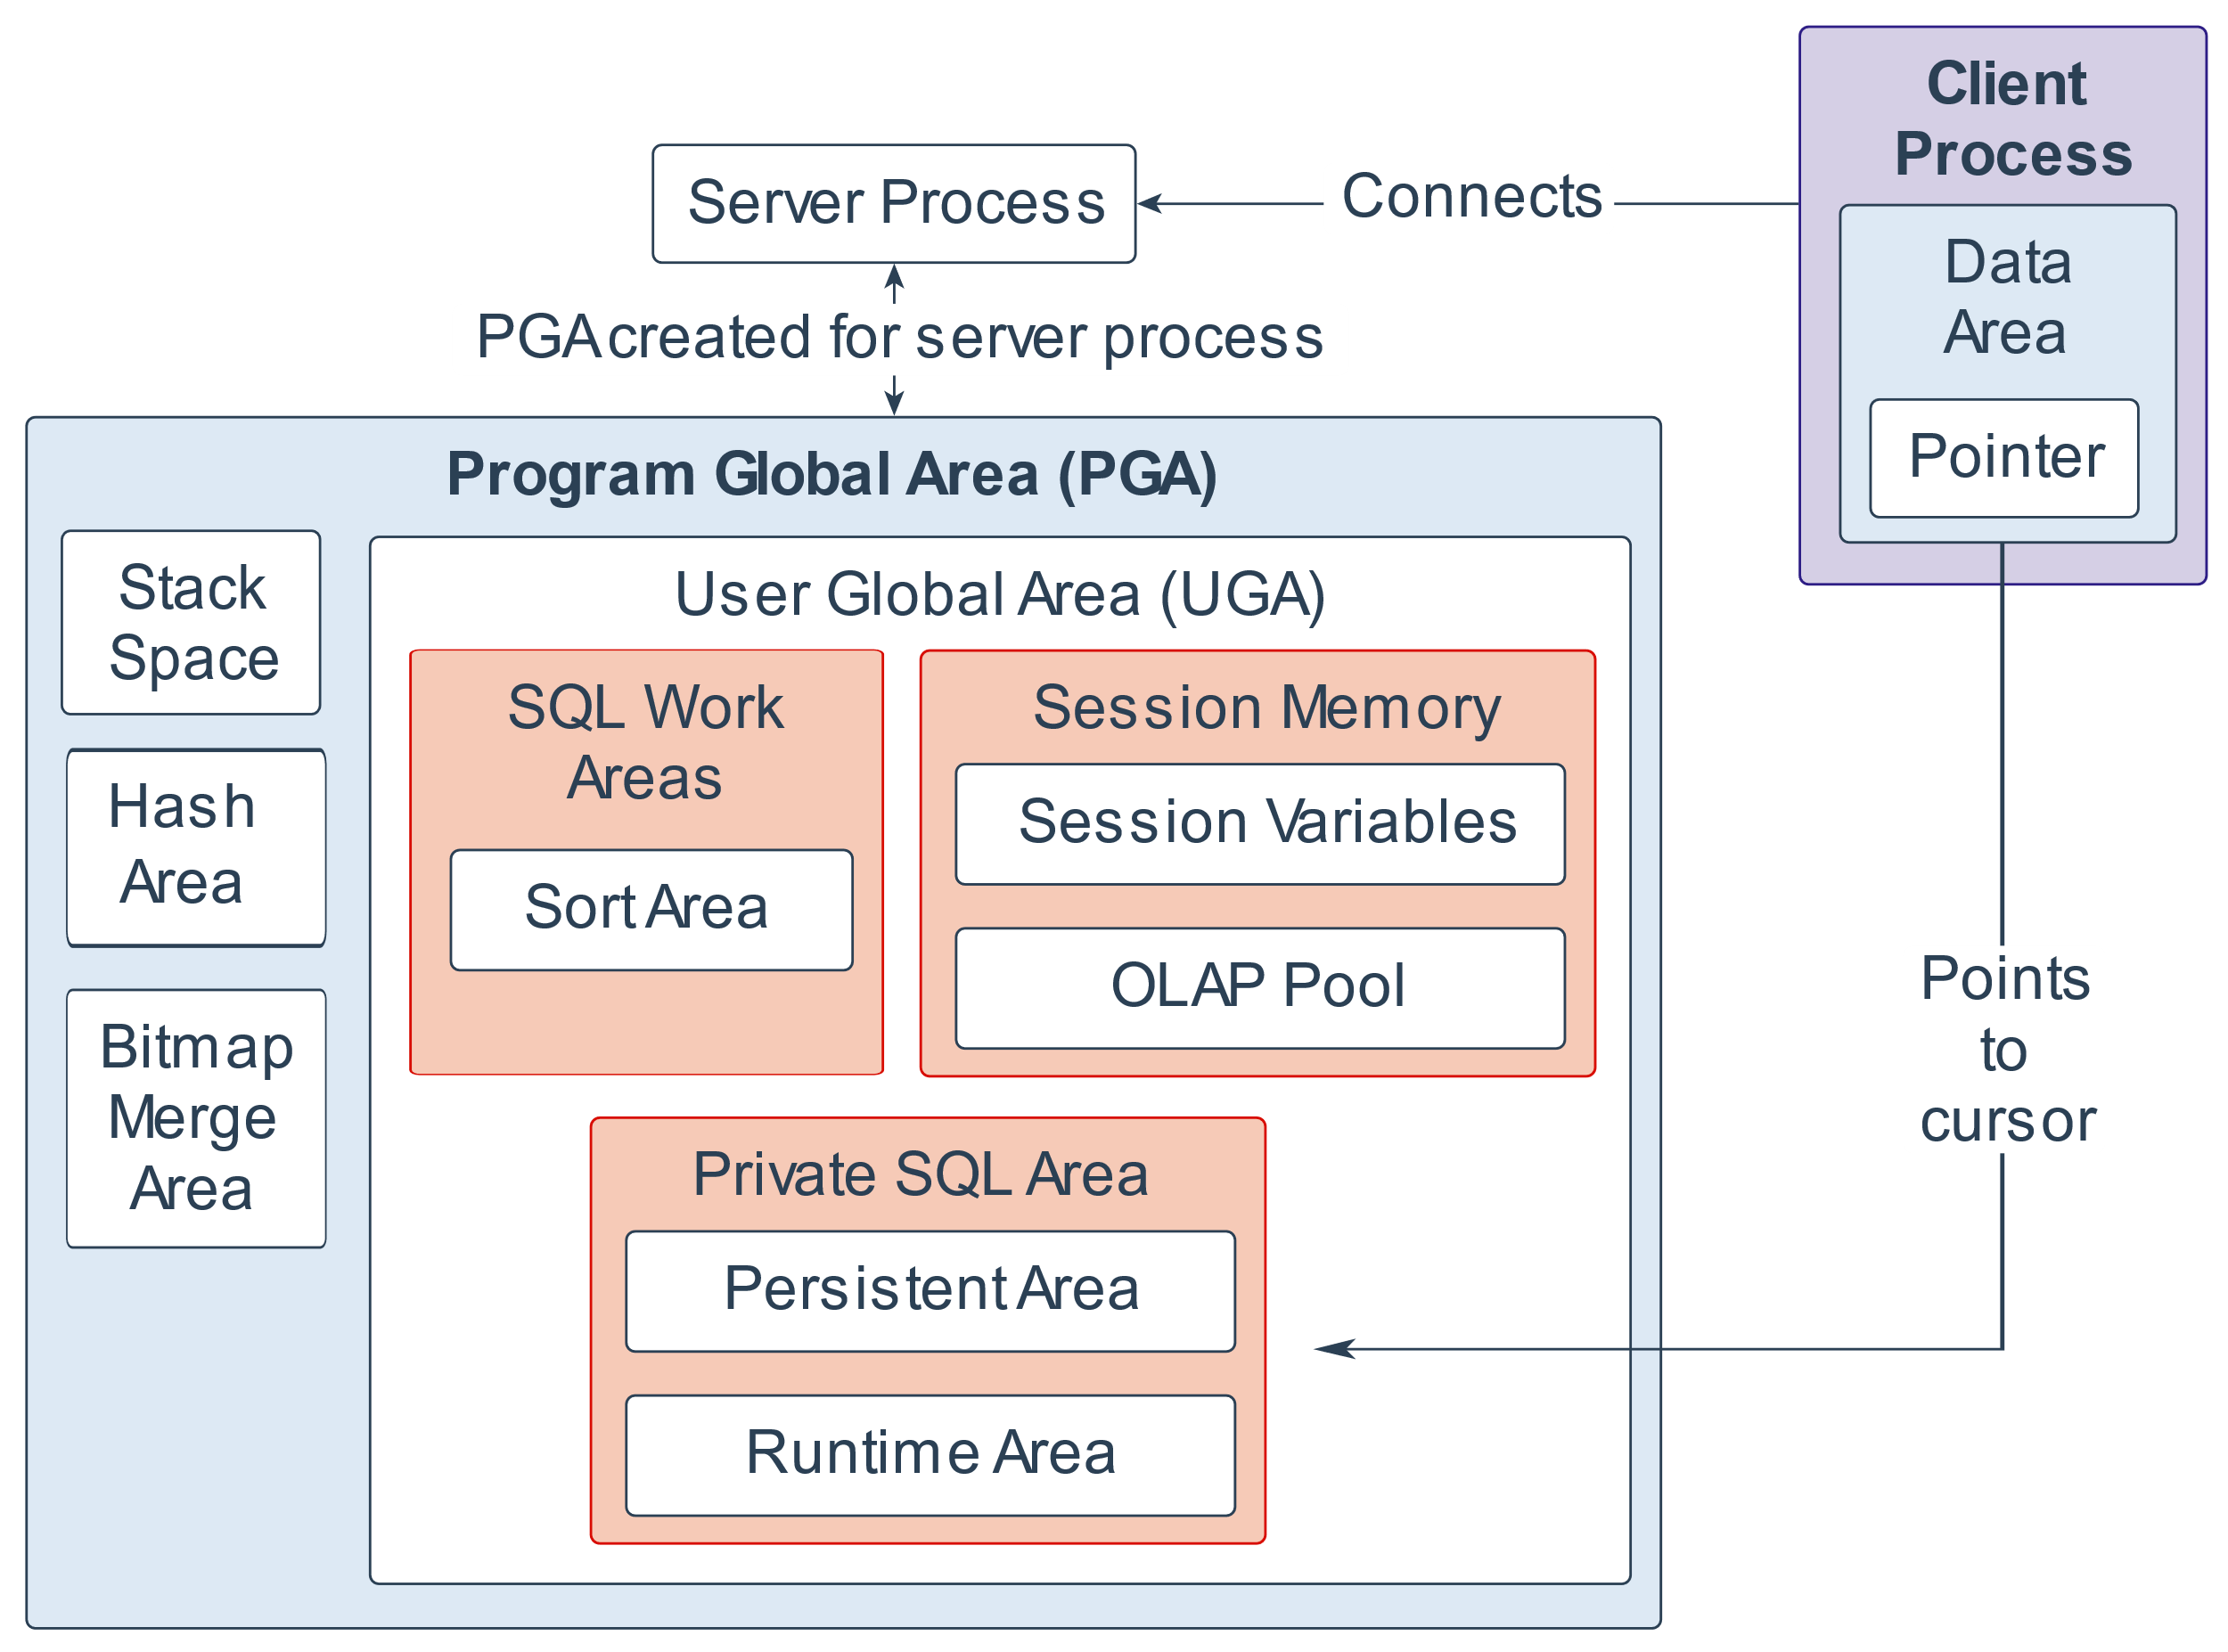 Client
Process
Data
Area
Pointer
Server Process
Connects
PGA created for server process
Program Global Area (PGA)
Stack
Space
Hash
Area
Bitmap
Merge
Area
User Global Area (UGA)
SQL Work
Areas
Sort Area
Session Memory
Session Variables
OLAP Pool
Private SQL Area
Persistent Area
Runtime Area
Points
to
cursor